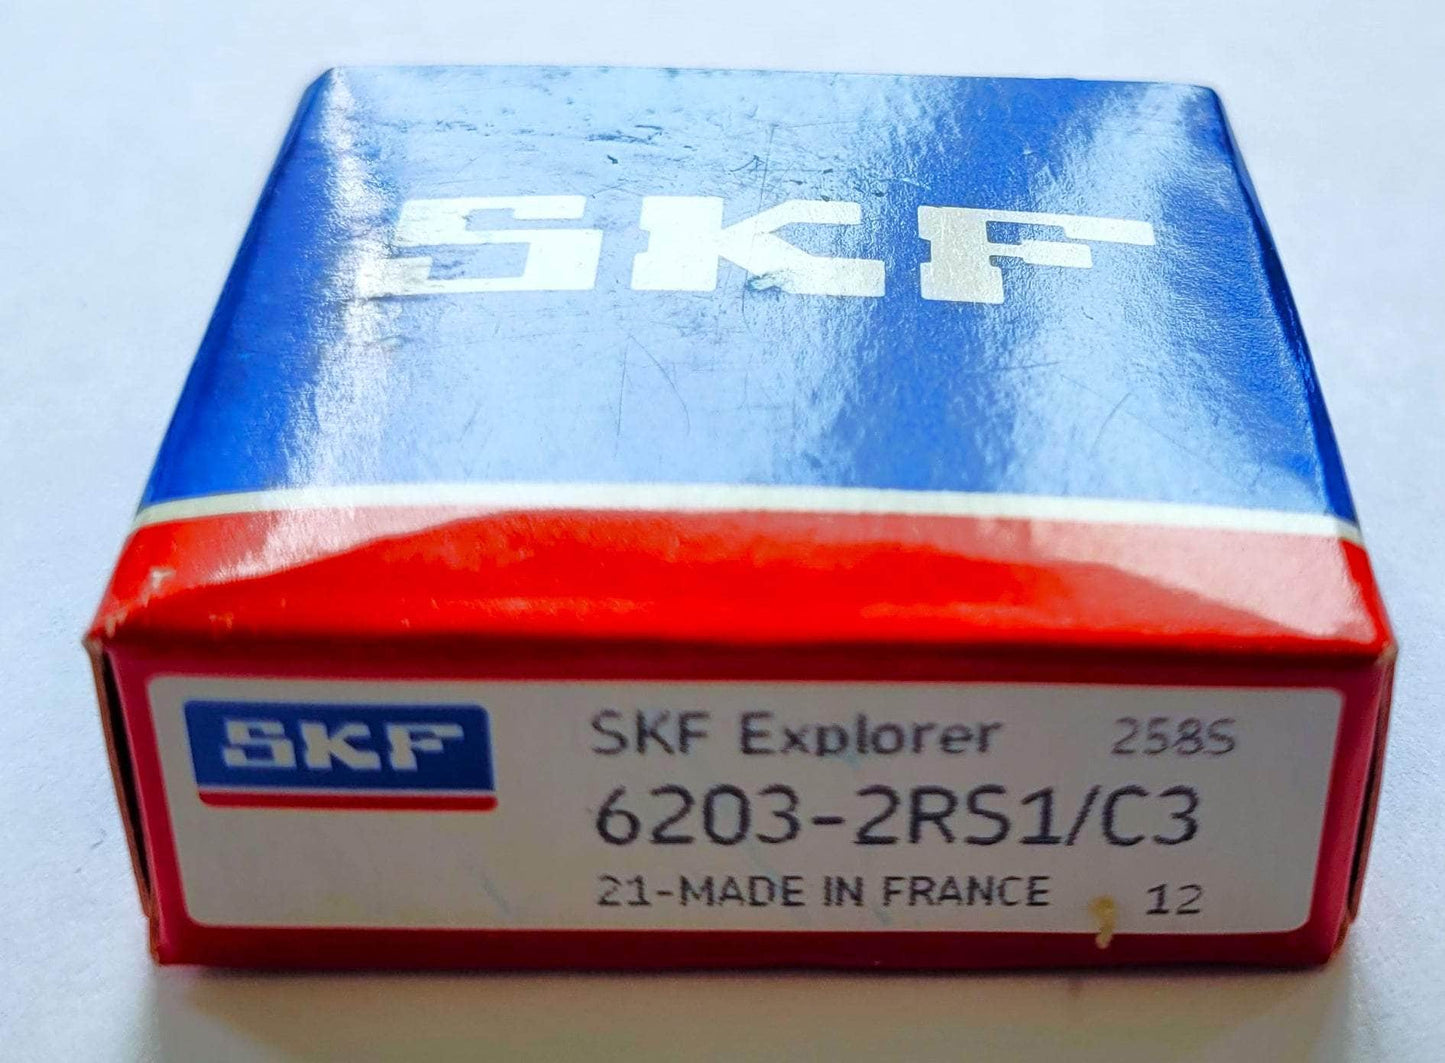 SKF
SKF
SKF Explorer 258S
6203-2RS1/C3
21-MADE IN FRANCE 12